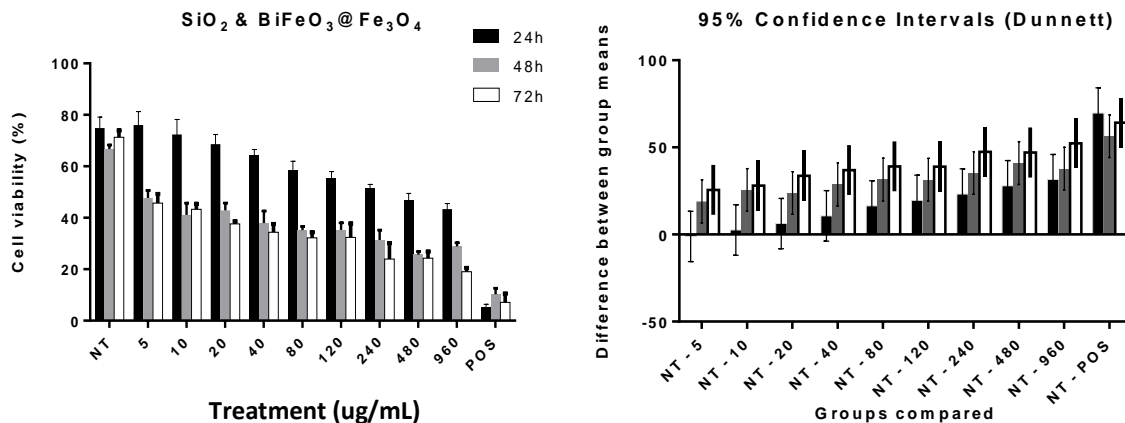 SiO₂ & BiFeO₃@Fe₃O₄
24h
48h
72h
Cell viability (%)
100
80
60
40
20
0
NT
5
10
20
40
80
120
240
480
960
POS
Treatment (ug/mL)
95% Confidence Intervals (Dunnett)
Difference between group means
100
50
0
-50
NT - 5
NT - 10
NT - 20
NT - 40
NT - 80
NT - 120
NT - 240
NT - 480
NT - 960
NT - POS
Groups compared